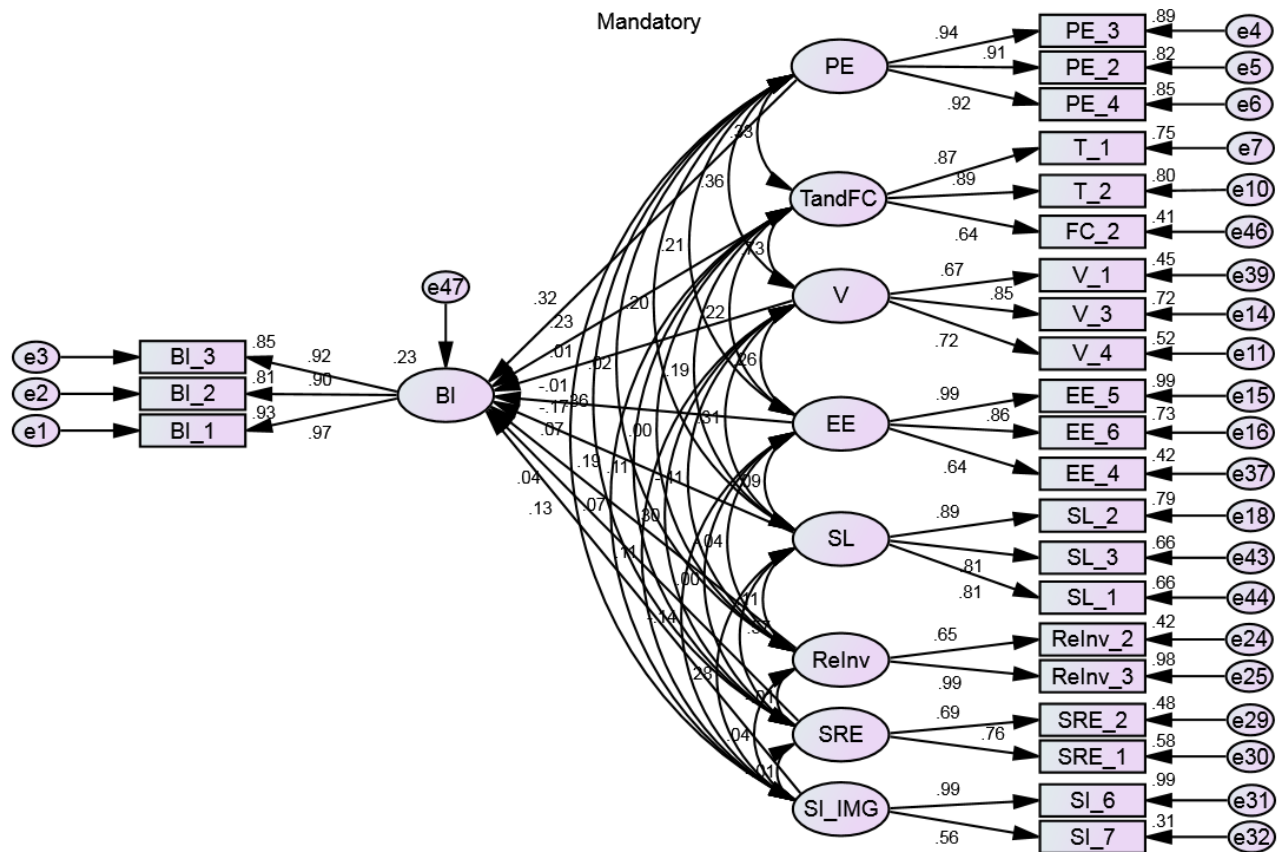 Mandatory
PE
.94
PE_3
.89
e4
.91
PE_2
.82
e5
.92
PE_4
.85
e6
TandFC
.87
T_1
.75
e7
.89
T_2
.80
e10
.64
FC_2
.41
e46
V
.67
V_1
.45
e39
.85
V_3
.72
e14
.72
V_4
.52
e11
EE
.99
EE_5
.99
e15
.86
EE_6
.73
e16
.64
EE_4
.42
e37
SL
.89
SL_2
.79
e18
.81
SL_3
.66
e43
.81
SL_1
.66
e44
ReInv
.65
ReInv_2
.42
e24
.99
ReInv_3
.98
e25
SRE
.69
SRE_2
.48
e29
.76
SRE_1
.58
e30
SI_IMG
.99
SI_6
.99
e31
.56
SI_7
.31
e32
e47
.23
BI
e3
BI_3
.85
.92
e2
BI_2
.81
.90
e1
BI_1
.93
.97
.36
.21
.32
.23
.20
.22
.01
.02
.19
-.01
-.17
.07
.31
.00
.19
.11
.04
.13
.07
.00
.04